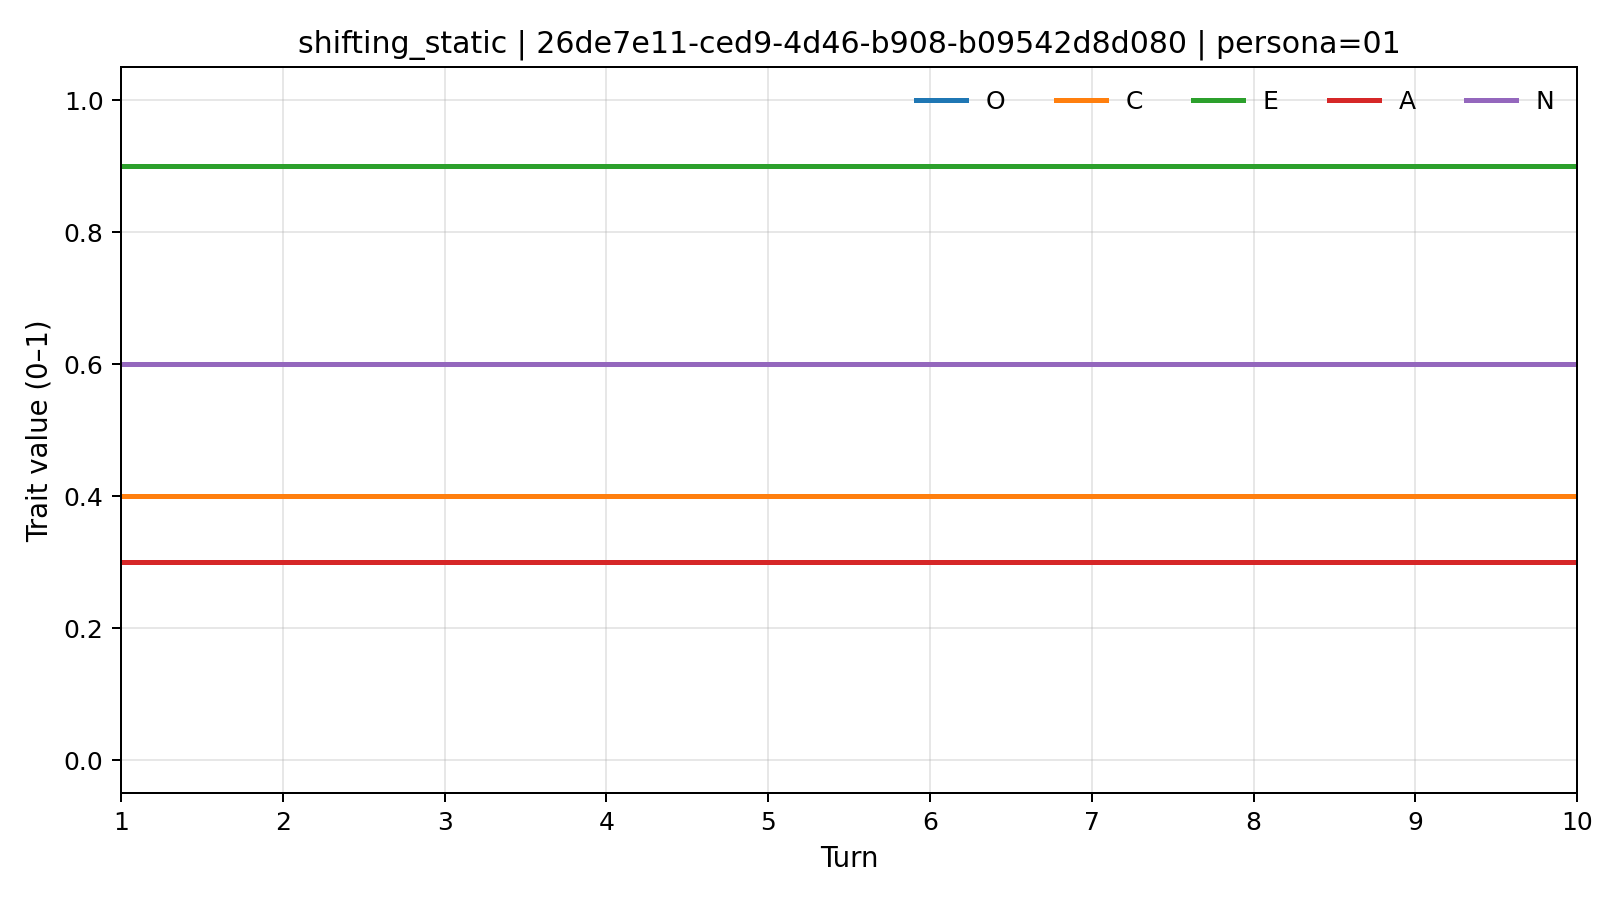 shifting_static | 26de7e11-ced9-4d46-b908-b09542d8d080 | persona=01
O C E A N
1.0
0.8
0.6
0.4
0.2
0.0
Trait value (0–1)
1 2 3 4 5 6 7 8 9 10
Turn